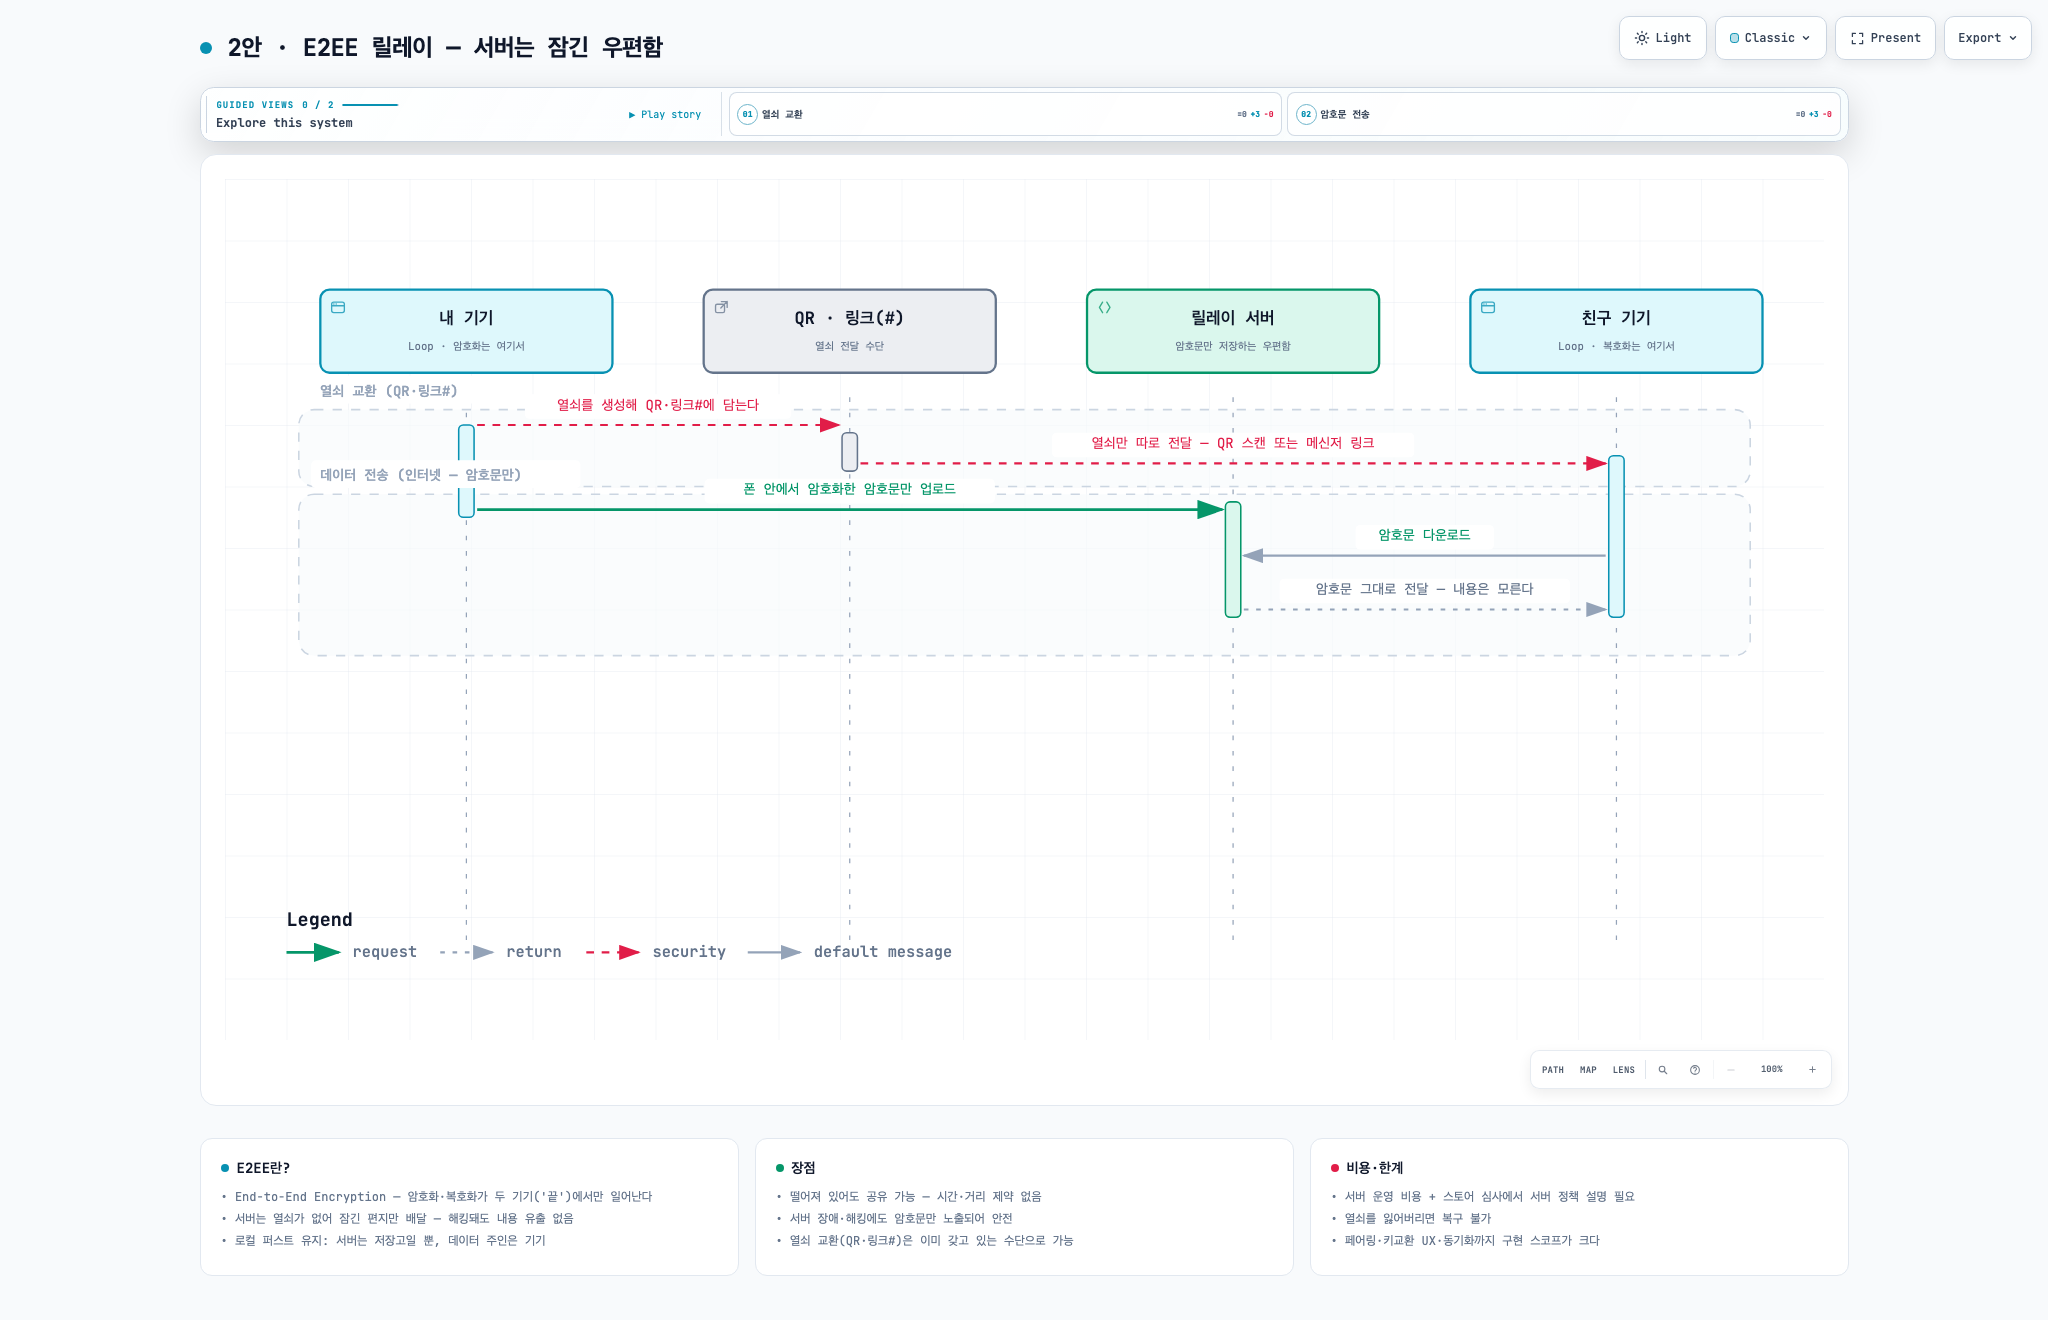 2안 · E2EE 릴레이 — 서버는 잠긴 우편함
Light
Classic
Present
Export
GUIDED VIEWS 0 / 2
Explore this system
▶ Play story
01 열쇠 교환
=0 +3 -0
02 암호문 전송
=0 +3 -0
내 기기
Loop · 암호화는 여기서
QR · 링크(#)
열쇠 전달 수단
릴레이 서버
암호문만 저장하는 우편함
친구 기기
Loop · 복호화는 여기서
열쇠 교환 (QR·링크#)
열쇠를 생성해 QR·링크#에 담는다
열쇠만 따로 전달 — QR 스캔 또는 메신저 링크
데이터 전송 (인터넷 — 암호문만)
폰 안에서 암호화한 암호문만 업로드
암호문 다운로드
암호문 그대로 전달 — 내용은 모른다
Legend
request
return
security
default message
PATH
MAP
LENS
100%
E2EE란?
• End-to-End Encryption — 암호화·복호화가 두 기기('끝')에서만 일어난다
• 서버는 열쇠가 없어 잠긴 편지만 배달 — 해킹돼도 내용 유출 없음
• 로컬 퍼스트 유지: 서버는 저장고일 뿐, 데이터 주인은 기기
장점
• 떨어져 있어도 공유 가능 — 시간·거리 제약 없음
• 서버 장애·해킹에도 암호문만 노출되어 안전
• 열쇠 교환(QR·링크#)은 이미 갖고 있는 수단으로 가능
비용·한계
• 서버 운영 비용 + 스토어 심사에서 서버 정책 설명 필요
• 열쇠를 잃어버리면 복구 불가
• 페어링·키교환 UX·동기화까지 구현 스코프가 크다